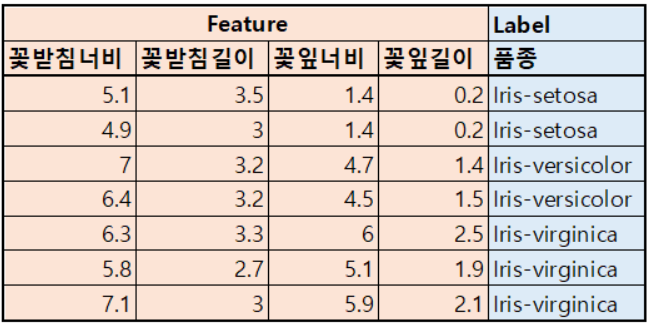 Feature Label
꽃받침너비 꽃받침길이 꽃잎너비 꽃잎길이 품종
5.1 3.5 1.4 0.2 Iris-setosa
4.9 3 1.4 0.2 Iris-setosa
7 3.2 4.7 1.4 Iris-versicolor
6.4 3.2 4.5 1.5 Iris-versicolor
6.3 3.3 6 2.5 Iris-virginica
5.8 2.7 5.1 1.9 Iris-virginica
7.1 3 5.9 2.1 Iris-virginica